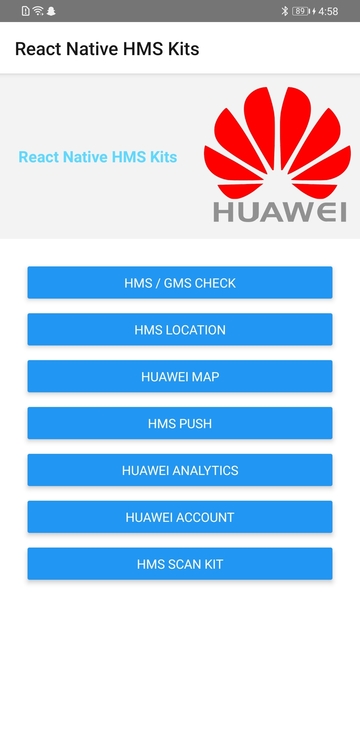 89 4:58
React Native HMS Kits
React Native HMS Kits
HUAWEI
HMS / GMS CHECK
HMS LOCATION
HUAWEI MAP
HMS PUSH
HUAWEI ANALYTICS
HUAWEI ACCOUNT
HMS SCAN KIT